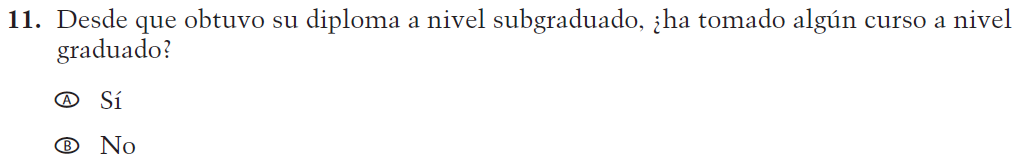 11. Desde que obtuvo su diploma a nivel subgraduado, ¿ha tomado algún curso a nivel
graduado?
Ⓐ Sí
Ⓑ No